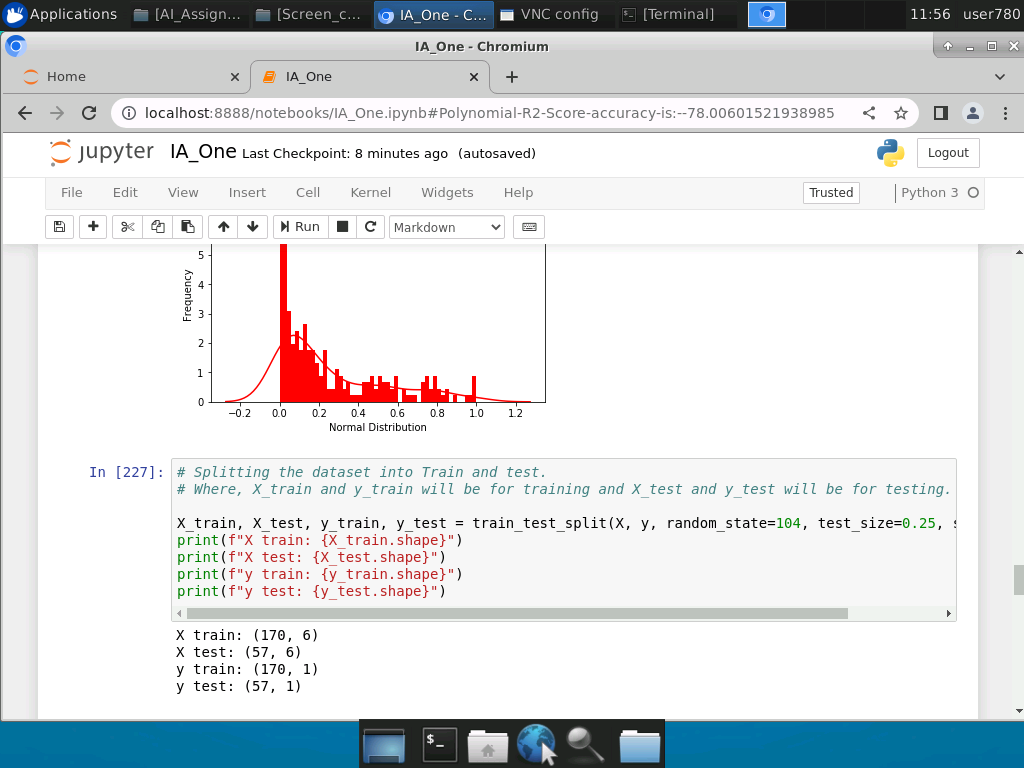 Applications [AI_Assign... [Screen_c... IA_One - C... VNC config [Terminal] 11:56 user780
IA_One - Chromium
Home IA_One
localhost:8888/notebooks/IA_One.ipynb#Polynomial-R2-Score-accuracy-is:--78.00601521938985
jupyter IA_One Last Checkpoint: 8 minutes ago (autosaved) Logout
File Edit View Insert Cell Kernel Widgets Help Trusted Python 3
Run Markdown
5
4
3
2
1
0
Frequency
−0.2 0.0 0.2 0.4 0.6 0.8 1.0 1.2
Normal Distribution
In [227]:
# Splitting the dataset into Train and test.
# Where, X_train and y_train will be for training and X_test and y_test will be for testing.
X_train, X_test, y_train, y_test = train_test_split(X, y, random_state=104, test_size=0.25,
print(f"X train: {X_train.shape}")
print(f"X test: {X_test.shape}")
print(f"y train: {y_train.shape}")
print(f"y test: {y_test.shape}")
X train: (170, 6)
X test: (57, 6)
y train: (170, 1)
y test: (57, 1)
$_